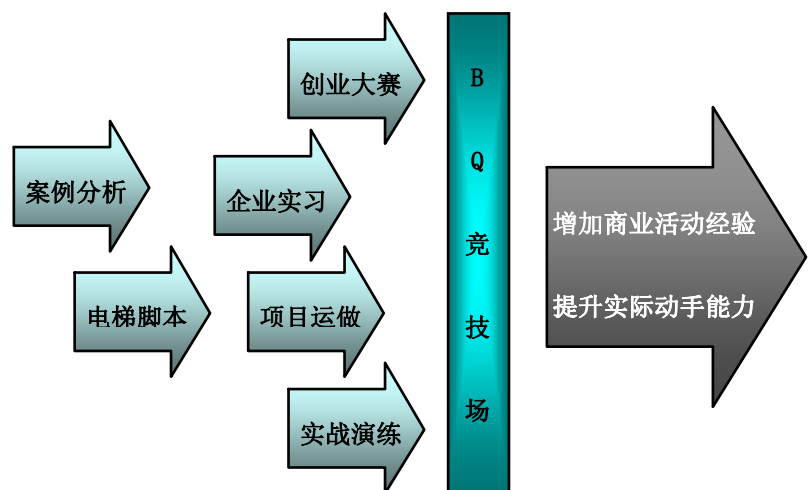 创业大赛
案例分析
企业实习
电梯脚本
项目运做
实战演练
B
Q
竞
技
场
增加商业活动经验
提升实际动手能力